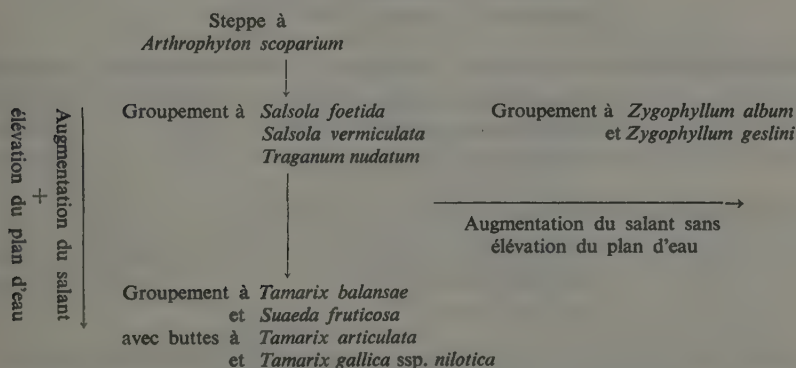 Steppe à
Arthrophyton scoparium
Groupement à Salsola foetida
Salsola vermiculata
Traganum nudatum
Groupement à Zygophyllum album
et Zygophyllum geslini
Augmentation du salant
+
élévation du plan d'eau
Augmentation du salant sans
élévation du plan d'eau
Groupement à Tamarix balansae
et Suaeda fruticosa
avec buttes à Tamarix articulata
et Tamarix gallica ssp. nilotica